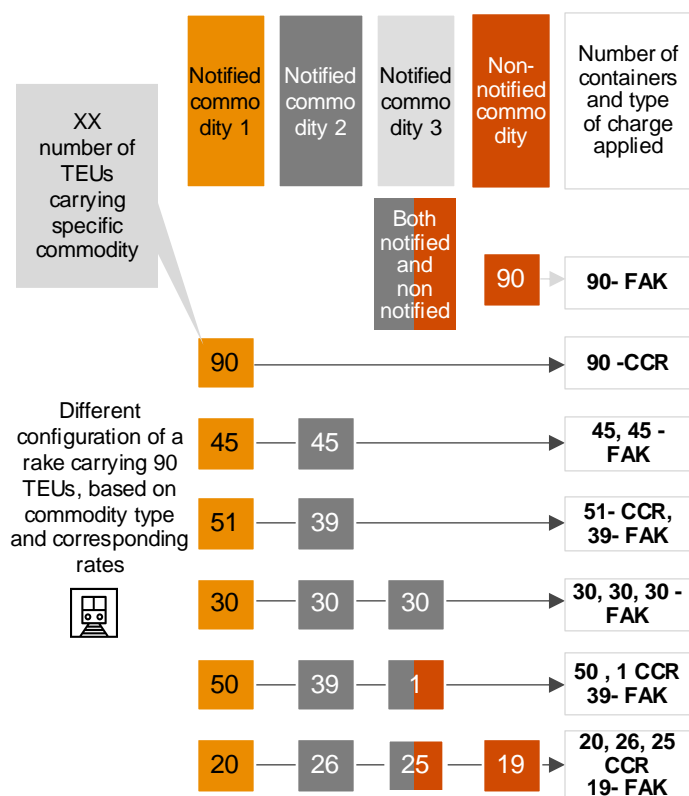 Notified
commo
dity 1
Notified
commo
dity 2
Notified
commo
dity 3
Non-
notified
commo
dity
Number of
containers
and type
of charge
applied
XX
number of
TEUs
carrying
specific
commodity
Both
notified
and
non
notified
90
90- FAK
90
90 -CCR
Different
configuration of a
rake carrying 90
TEUs, based on
commodity type
and corresponding
rates
45
45
45, 45 -
FAK
51
39
51- CCR,
39- FAK
30
30
30
30, 30, 30 -
FAK
50
39
1
50 , 1 CCR
39- FAK
20
26
25
19
20, 26, 25
CCR
19- FAK